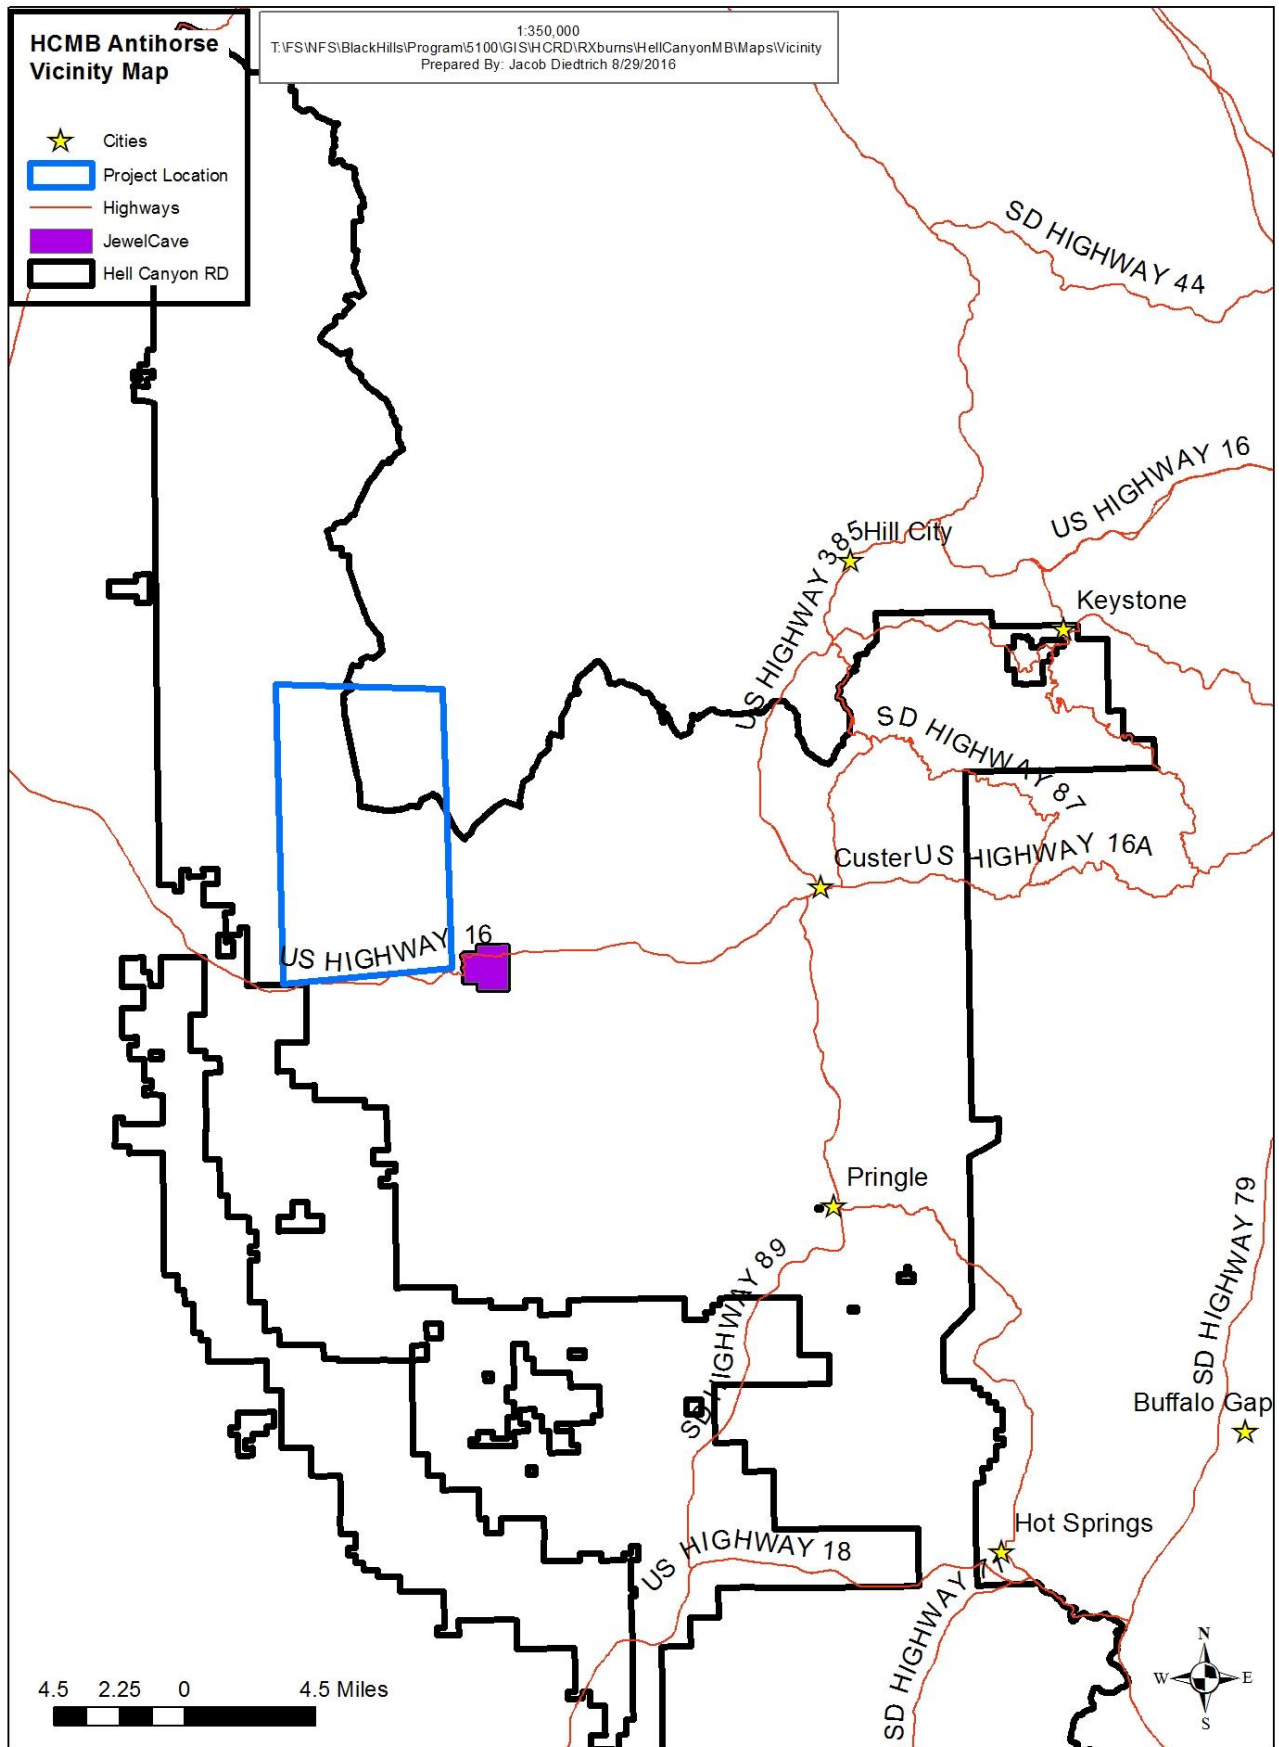 HCMB Antihorse
Vicinity Map
Cities
Project Location
Highways
JewelCave
Hell Canyon RD
1:350,000
T:\FS\NFS\BlackHills\Program\5100\GIS\HCRD\RXburns\HellCanyonMB\Maps\Vicinity
Prepared By: Jacob Diedtrich 8/29/2016
SD HIGHWAY 44
US HIGHWAY 16
US HIGHWAY 385
Hill City
Keystone
SD HIGHWAY 87
Custer
US HIGHWAY 16A
US HIGHWAY 16
Pringle
SD HIGHWAY 89
SD HIGHWAY 79
Buffalo Gap
Hot Springs
US HIGHWAY 18
SD HIGHWAY 71
4.5 2.25 0 4.5 Miles
N
W E
S